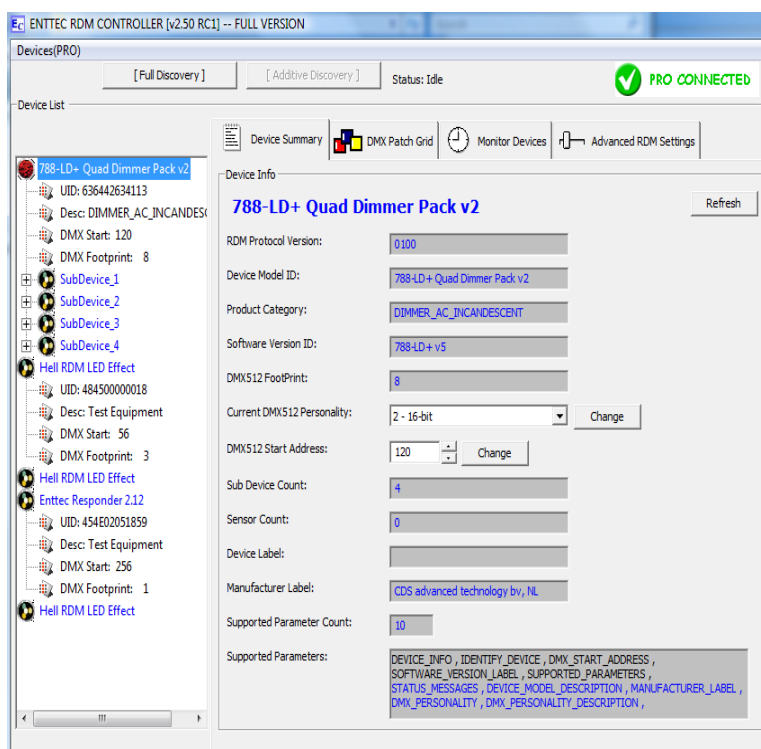 ENTTEC RDM CONTROLLER [v2.50 RC1] -- FULL VERSION
Devices(PRO)
[ Full Discovery ]
[ Additive Discovery ]
Status: Idle
PRO CONNECTED
Device List
Device Summary
DMX Patch Grid
Monitor Devices
Advanced RDM Settings
788-LD+ Quad Dimmer Pack v2
UID: 636442634113
Desc: DIMMER_AC_INCANDES
DMX Start: 120
DMX Footprint: 8
SubDevice_1
SubDevice_2
SubDevice_3
SubDevice_4
Hell RDM LED Effect
UID: 484500000018
Desc: Test Equipment
DMX Start: 56
DMX Footprint: 3
Hell RDM LED Effect
Enttec Responder 2.12
UID: 454E02051859
Desc: Test Equipment
DMX Start: 256
DMX Footprint: 1
Hell RDM LED Effect
Device Info
788-LD+ Quad Dimmer Pack v2
Refresh
RDM Protocol Version: 0100
Device Model ID: 788-LD+ Quad Dimmer Pack v2
Product Category: DIMMER_AC_INCANDESCENT
Software Version ID: 788-LD+ v5
DMX512 FootPrint: 8
Current DMX512 Personality: 2 - 16-bit Change
DMX512 Start Address: 120 Change
Sub Device Count: 4
Sensor Count: 0
Device Label:
Manufacturer Label: CDS advanced technology bv, NL
Supported Parameter Count: 10
Supported Parameters: DEVICE_INFO , IDENTIFY_DEVICE , DMX_START_ADDRESS ,
SOFTWARE_VERSION_LABEL , SUPPORTED_PARAMETERS ,
STATUS_MESSAGES , DEVICE_MODEL_DESCRIPTION , MANUFACTURER_LABEL ,
DMX_PERSONALITY , DMX_PERSONALITY_DESCRIPTION ,